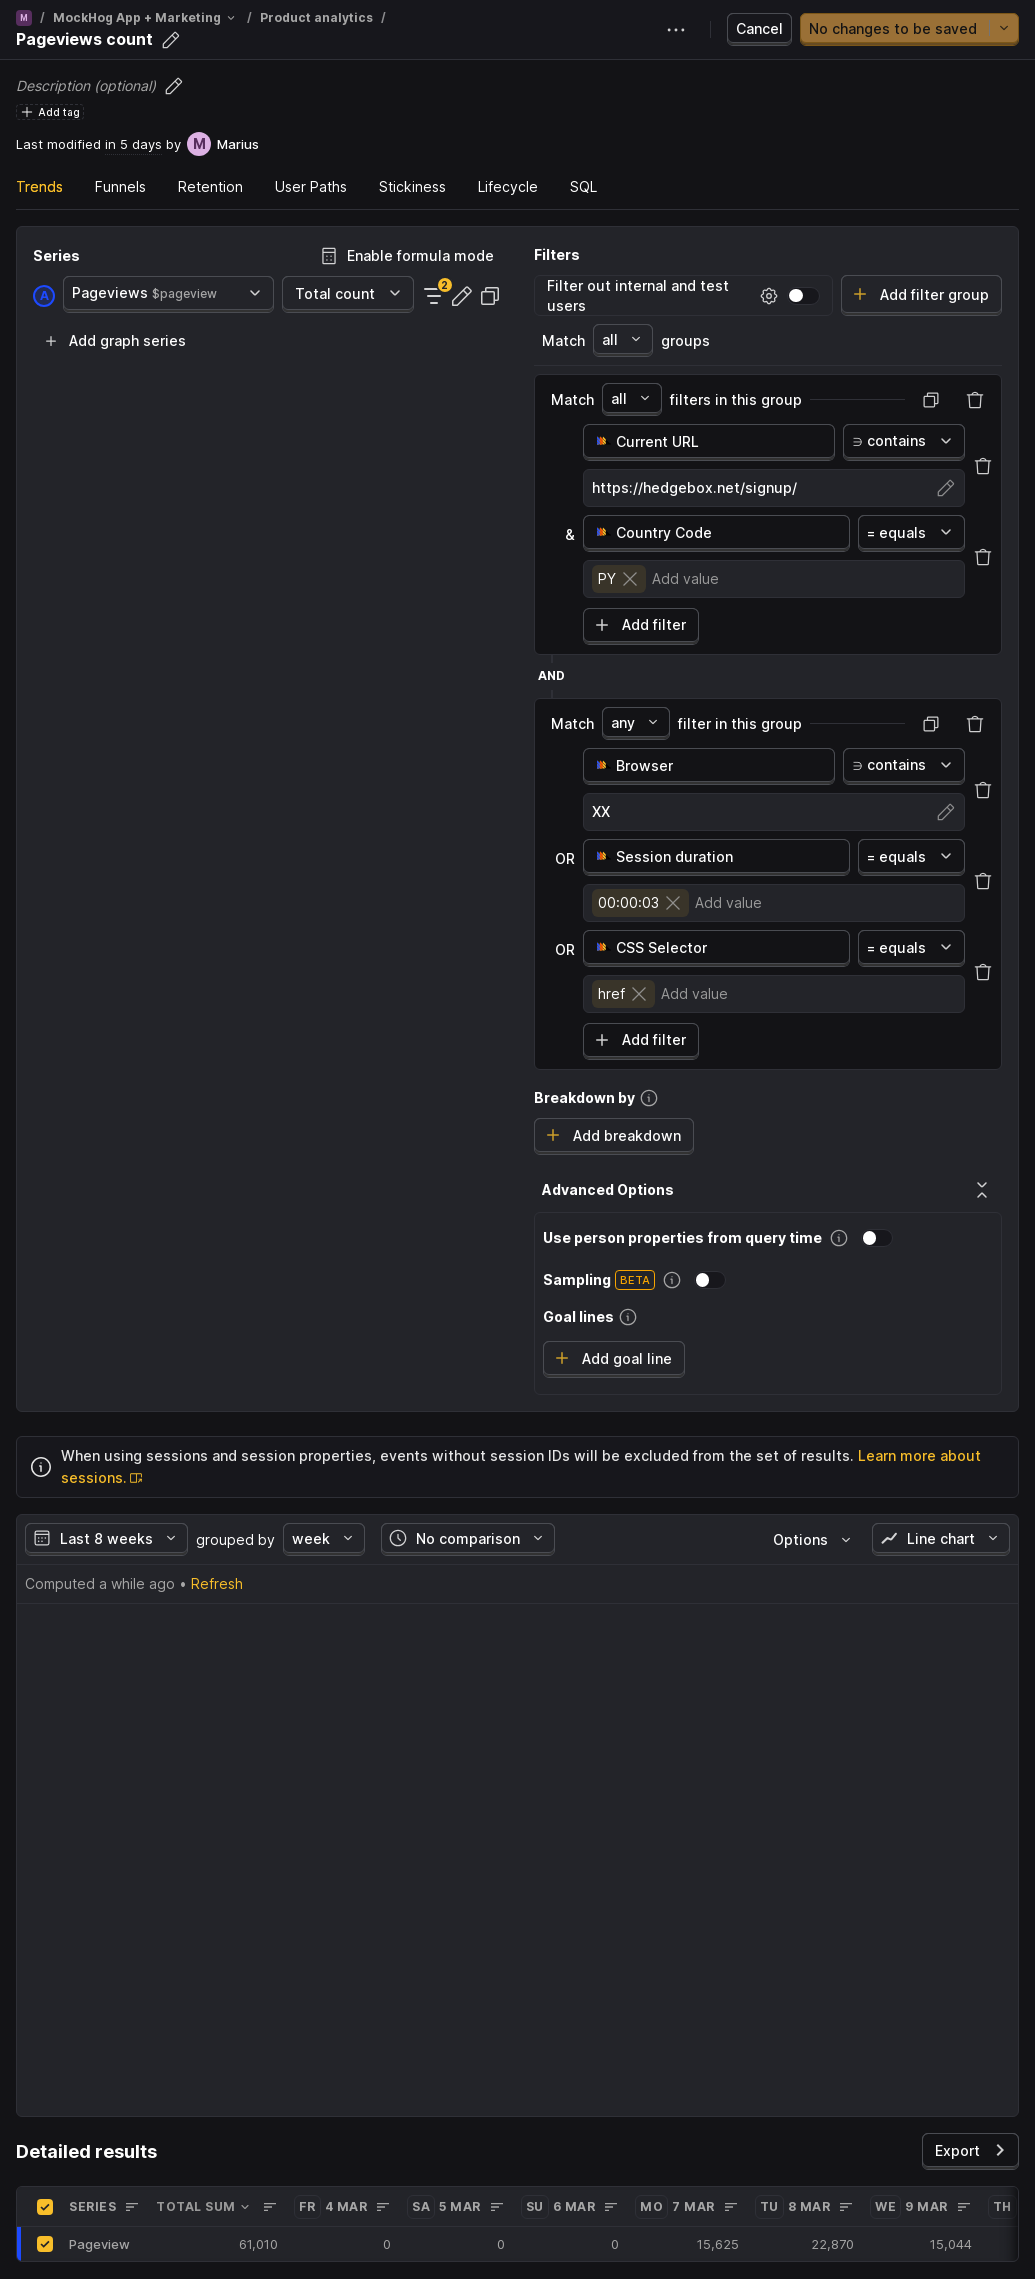 M / MockHog App + Marketing / Product analytics /
Pageviews count
Cancel
No changes to be saved
Description (optional)
Add tag
Last modified in 5 days by M Marius
Trends Funnels Retention User Paths Stickiness Lifecycle SQL
Series
Enable formula mode
A Pageviews $pageview Total count 2
Add graph series
Filters
Filter out internal and test
users
Add filter group
Match all groups
Match all filters in this group
Current URL ∋ contains
https://hedgebox.net/signup/
& Country Code = equals
PY Add value
Add filter
AND
Match any filter in this group
Browser ∋ contains
XX
OR Session duration = equals
00:00:03 Add value
OR CSS Selector = equals
href Add value
Add filter
Breakdown by
Add breakdown
Advanced Options
Use person properties from query time
Sampling BETA
Goal lines
Add goal line
When using sessions and session properties, events without session IDs will be excluded from the set of results. Learn more about
sessions.
Last 8 weeks grouped by week No comparison Options Line chart
Computed a while ago • Refresh
Detailed results
Export
SERIES TOTAL SUM FR 4 MAR SA 5 MAR SU 6 MAR MO 7 MAR TU 8 MAR WE 9 MAR TH
Pageview 61,010 0 0 0 15,625 22,870 15,044